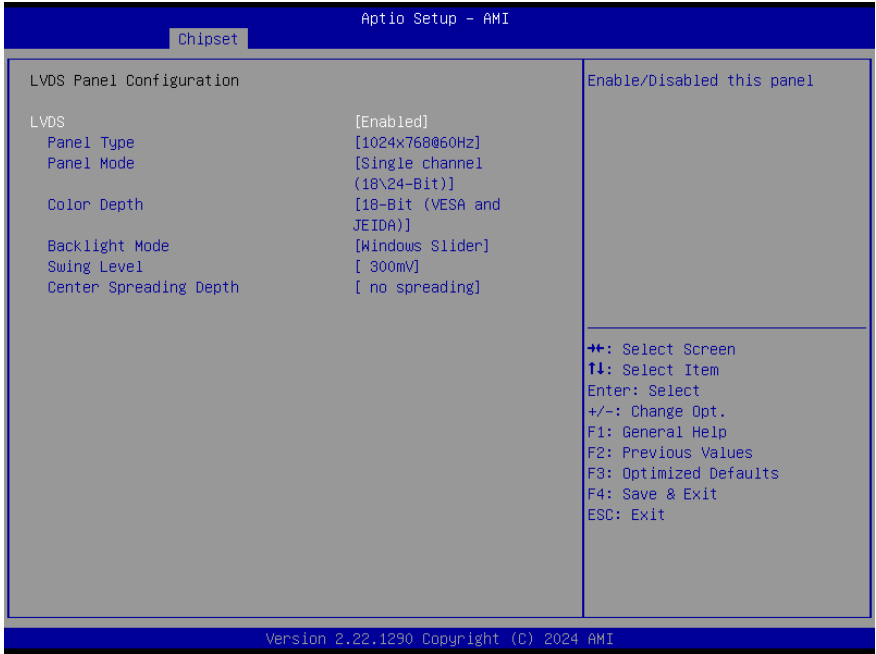 Aptio Setup – AMI
Chipset
LVDS Panel Configuration
LVDS [Enabled]
Panel Type [1024x768@60Hz]
Panel Mode [Single channel
(18\24-Bit)]
Color Depth [18-Bit (VESA and
JEIDA)]
Backlight Mode [Windows Slider]
Swing Level [ 300mV]
Center Spreading Depth [ no spreading]
Enable/Disabled this panel
→←: Select Screen
↑↓: Select Item
Enter: Select
+/-: Change Opt.
F1: General Help
F2: Previous Values
F3: Optimized Defaults
F4: Save & Exit
ESC: Exit
Version 2.22.1290 Copyright (C) 2024 AMI